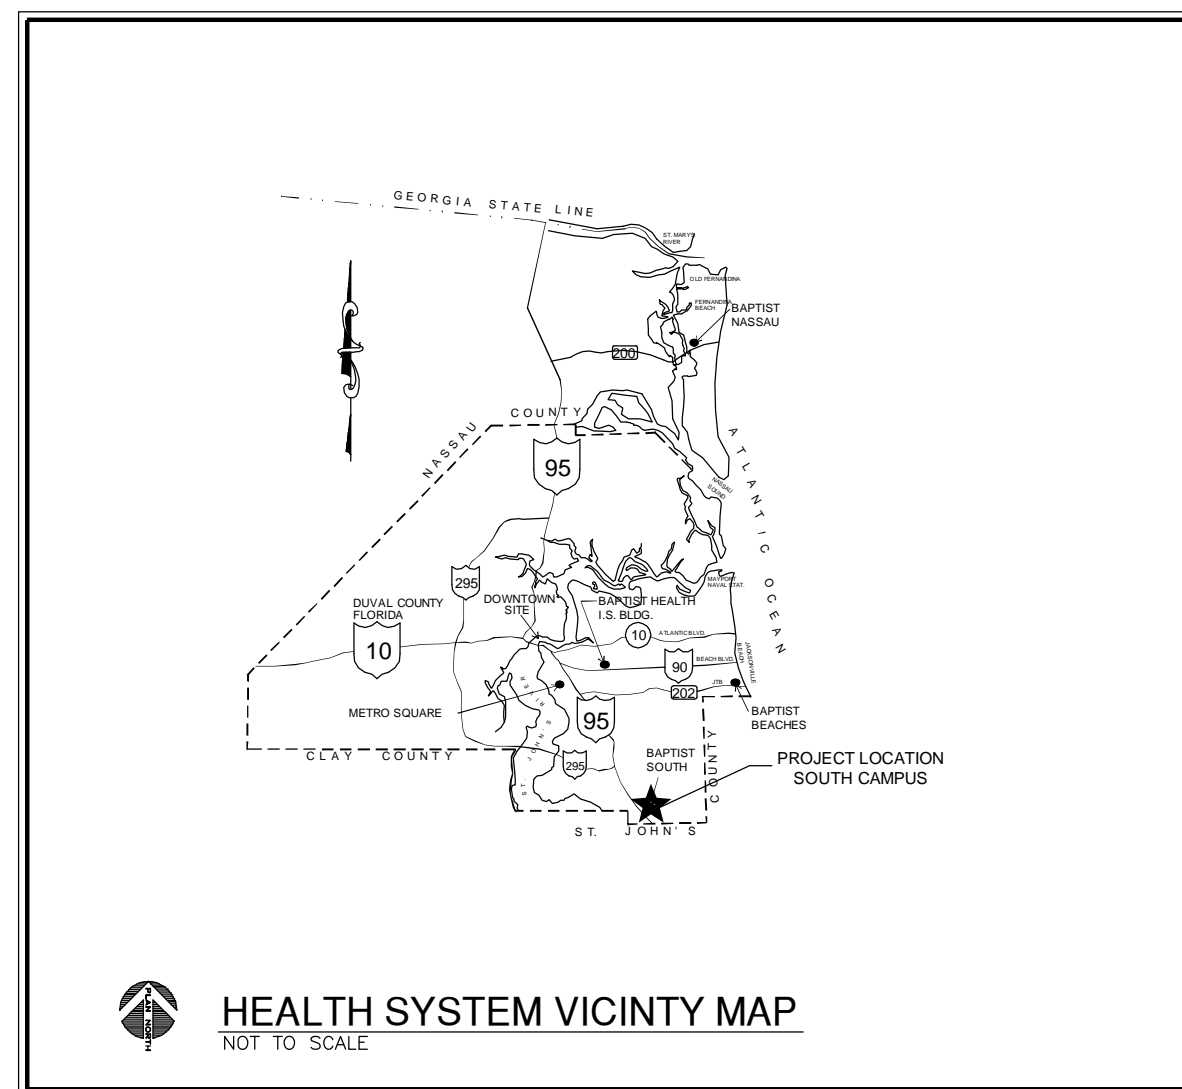 GEORGIA STATE LINE
ST. MARY'S
RIVER
OLD FERNANDINA
FERNANDINA
BEACH
BAPTIST
NASSAU
200
NASSAU COUNTY
95
ATLANTIC OCEAN
NASSAU
SOUND
295
MAYPORT
NAVAL STAT.
DUVAL COUNTY
FLORIDA
DOWNTOWN
SITE
BAPTIST HEALTH
I.S. BLDG.
10
10
ATLANTIC BLVD.
JACKSONVILLE
BEACH
90
BEACH BLVD.
JTB
202
METRO SQUARE
ST. JOHN'S RIVER
95
BAPTIST
BEACHES
CLAY COUNTY
295
BAPTIST
SOUTH
PROJECT LOCATION
SOUTH CAMPUS
ST. JOHN'S COUNTY
PLAN NORTH
HEALTH SYSTEM VICINTY MAP
NOT TO SCALE